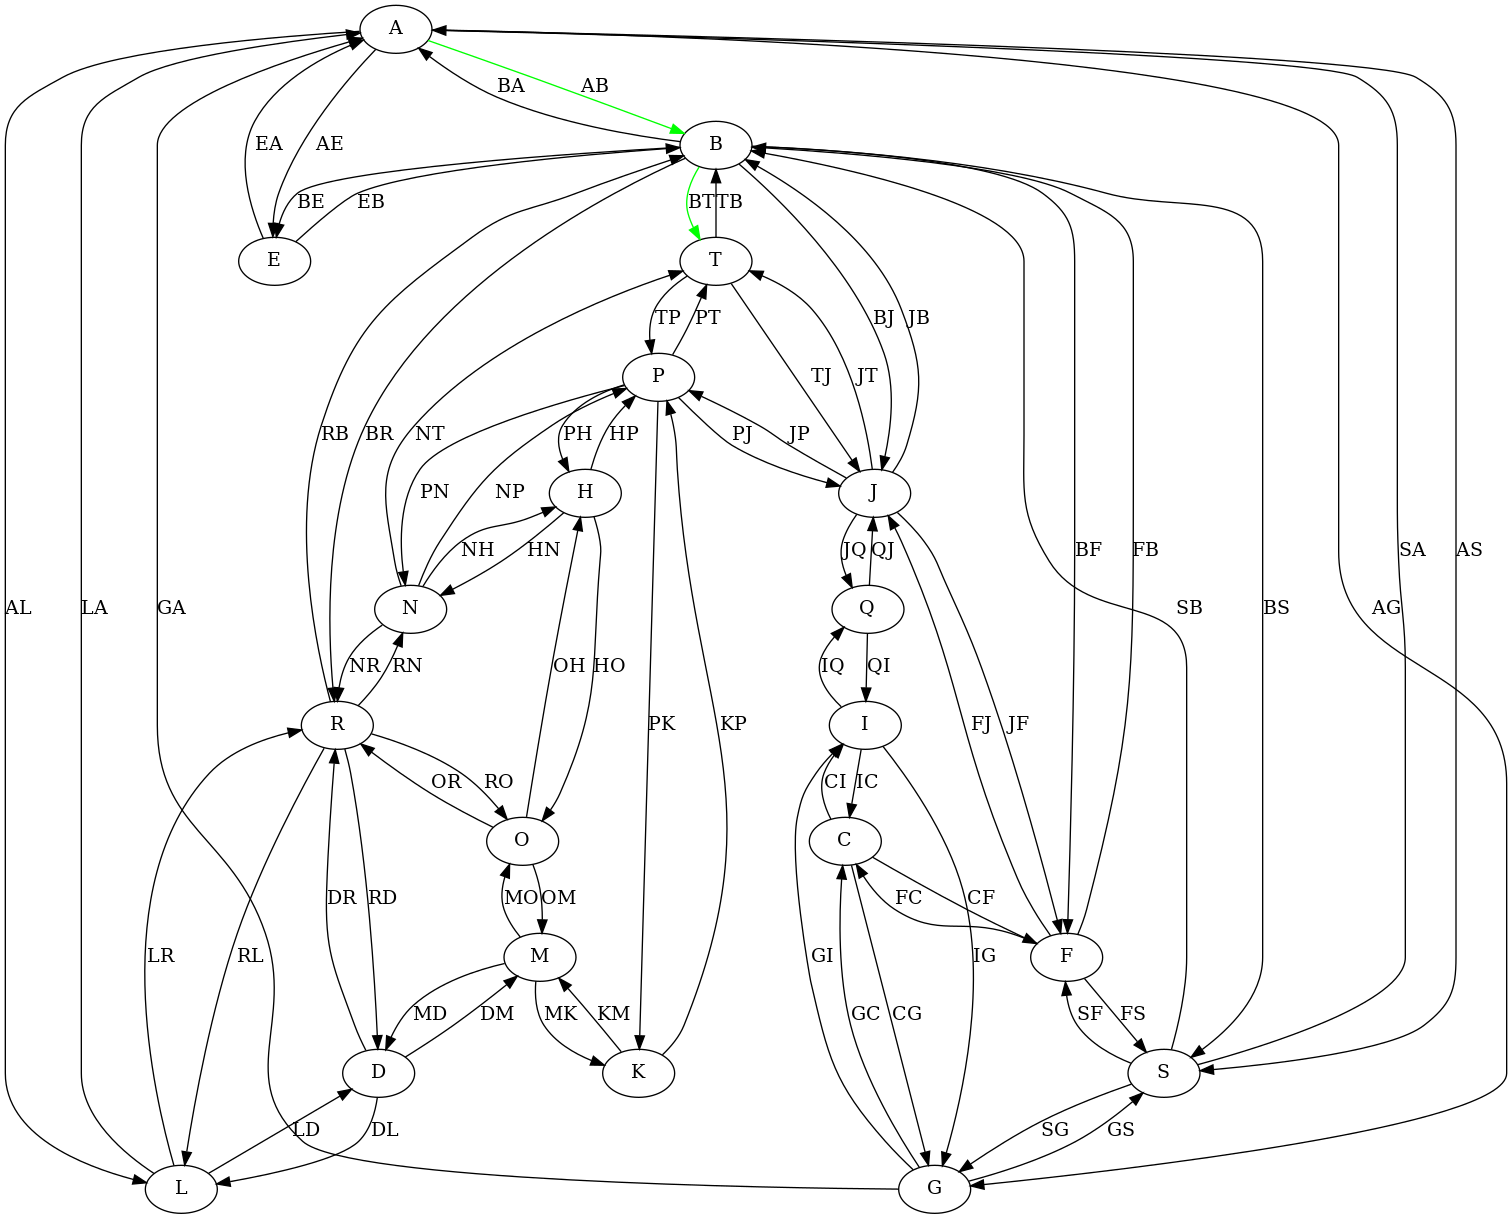 A
BA AB
B
EA AE
BE EB
BT TB
E
T
TP PT
BJ JB
P
TJ JT
RB BR NT
PH HP
PJ JP
PN NP
H
J
NH HN
JQ QJ
BF FB
N
Q
SA AS
AL LA GA
SB BS
AG
NR RN
OH HO
IQ QI
R
PK KP
I
FJ JF
OR RO
CI IC
O
C
DR RD
MO OM
FC CF
LR RL
M
GI IG
F
MD DM
MK KM
GC CG
SF FS
D
K
S
LD DL
SG GS
L
G